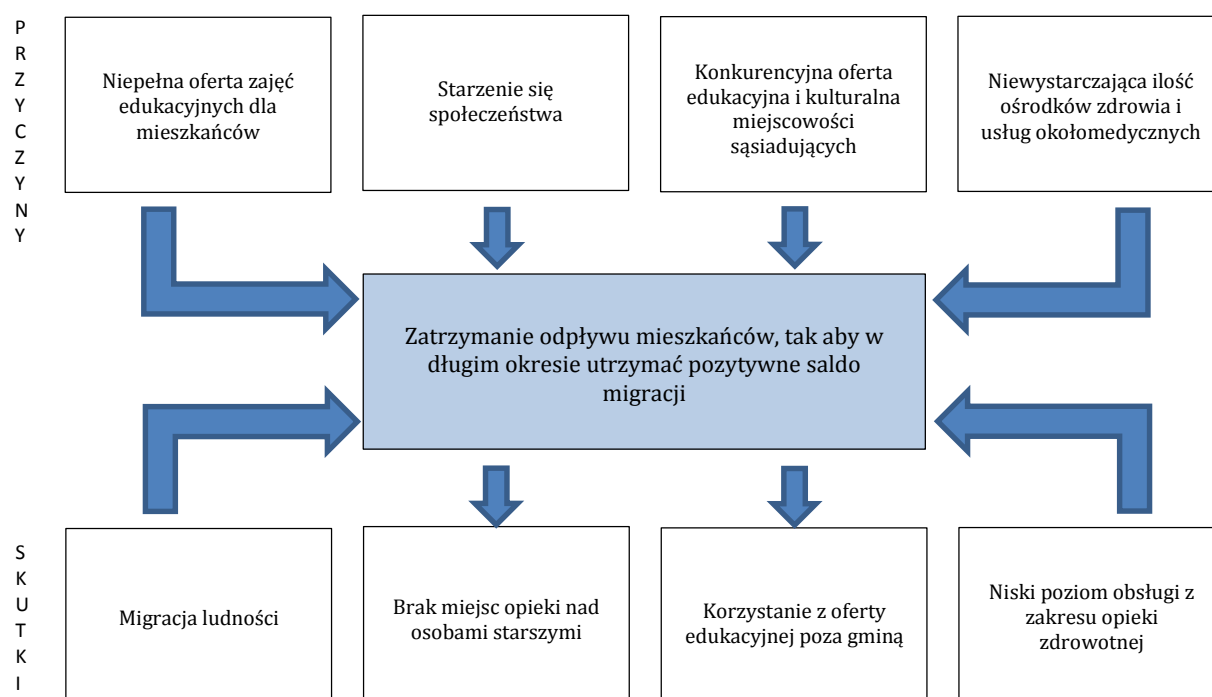 PRZYCZYNY
Niepełna oferta zajęć
edukacyjnych dla
mieszkańców
Starzenie się
społeczeństwa
Konkurencyjna oferta
edukacyjna i kulturalna
miejscowości
sąsiadujących
Niewystarczająca ilość
ośrodków zdrowia i
usług okołomedycznych
Zatrzymanie odpływu mieszkańców, tak aby w
długim okresie utrzymać pozytywne saldo
migracji
SKUTKI
Migracja ludności
Brak miejsc opieki nad
osobami starszymi
Korzystanie z oferty
edukacyjnej poza gminą
Niski poziom obsługi z
zakresu opieki
zdrowotnej